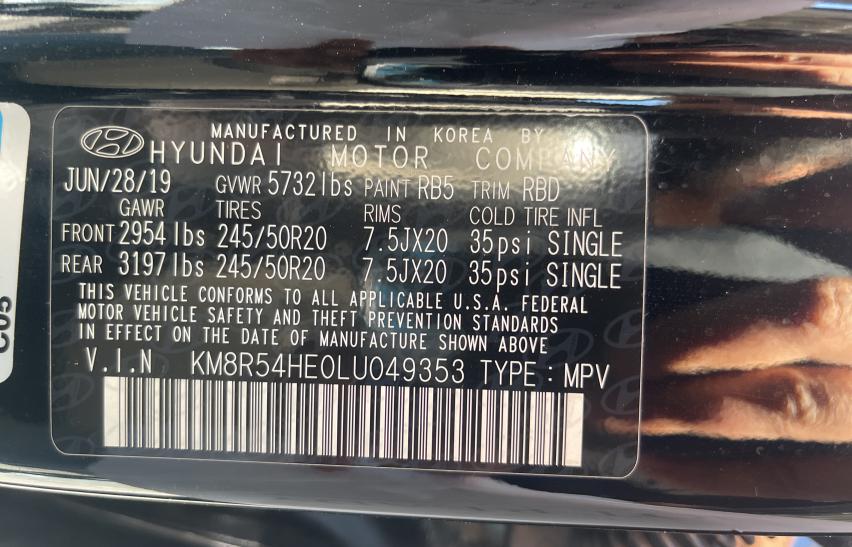 MANUFACTURED IN KOREA BY
HYUNDAI MOTOR COMPANY
JUN/28/19 GVWR 5732lbs PAINT RB5 TRIM RBD
GAWR TIRES RIMS COLD TIRE INFL
FRONT 2954lbs 245/50R20 7.5JX20 35psi SINGLE
REAR 3197lbs 245/50R20 7.5JX20 35psi SINGLE
THIS VEHICLE CONFORMS TO ALL APPLICABLE U.S.A. FEDERAL
MOTOR VEHICLE SAFETY AND THEFT PREVENTION STANDARDS
IN EFFECT ON THE DATE OF MANUFACTURE SHOWN ABOVE
V.I.N KM8R54HE0LU049353 TYPE : MPV